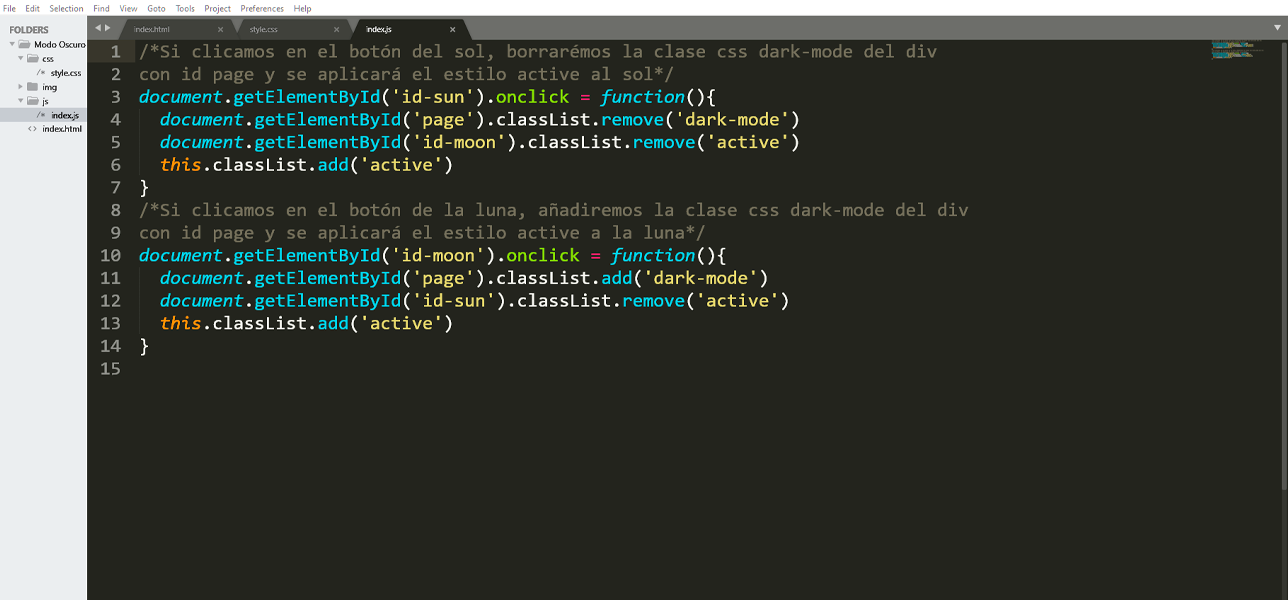 File Edit Selection Find View Goto Tools Project Preferences Help
FOLDERS
Modo Oscuro
css
/* style.css
img
js
/* index.js
<> index.html
index.html × style.css × index.js ×
1 /*Si clicamos en el botón del sol, borrarémos la clase css dark-mode del div
2 con id page y se aplicará el estilo active al sol*/
3 document.getElementById('id-sun').onclick = function(){
4 document.getElementById('page').classList.remove('dark-mode')
5 document.getElementById('id-moon').classList.remove('active')
6 this.classList.add('active')
7 }
8 /*Si clicamos en el botón de la luna, añadiremos la clase css dark-mode del div
9 con id page y se aplicará el estilo active a la luna*/
10 document.getElementById('id-moon').onclick = function(){
11 document.getElementById('page').classList.add('dark-mode')
12 document.getElementById('id-sun').classList.remove('active')
13 this.classList.add('active')
14 }
15